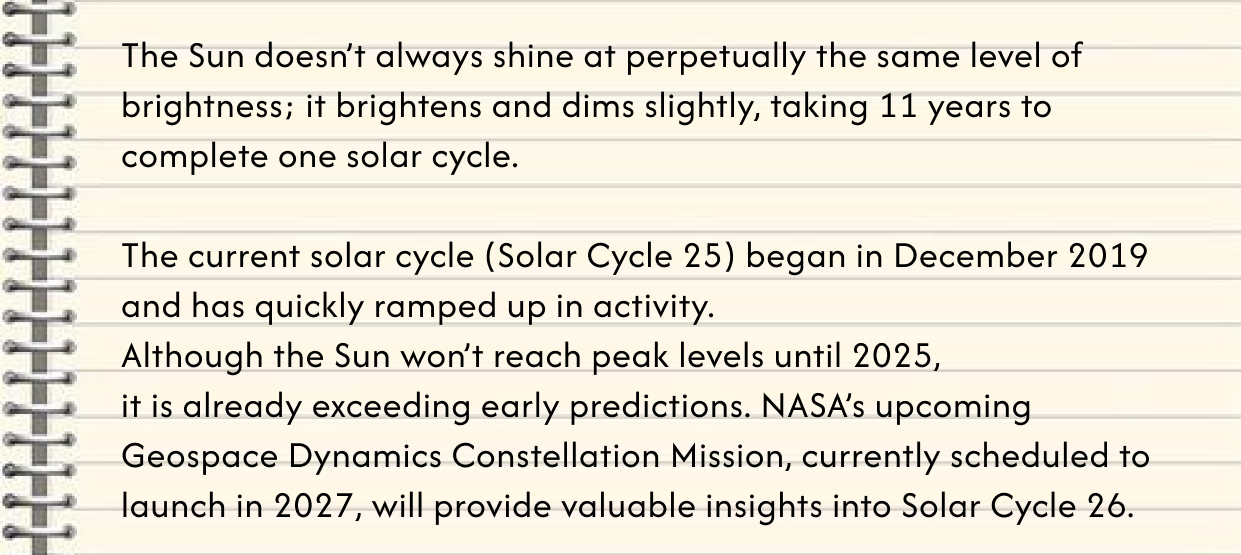 The Sun doesn’t always shine at perpetually the same level of
brightness; it brightens and dims slightly, taking 11 years to
complete one solar cycle.
The current solar cycle (Solar Cycle 25) began in December 2019
and has quickly ramped up in activity.
Although the Sun won’t reach peak levels until 2025,
it is already exceeding early predictions. NASA’s upcoming
Geospace Dynamics Constellation Mission, currently scheduled to
launch in 2027, will provide valuable insights into Solar Cycle 26.